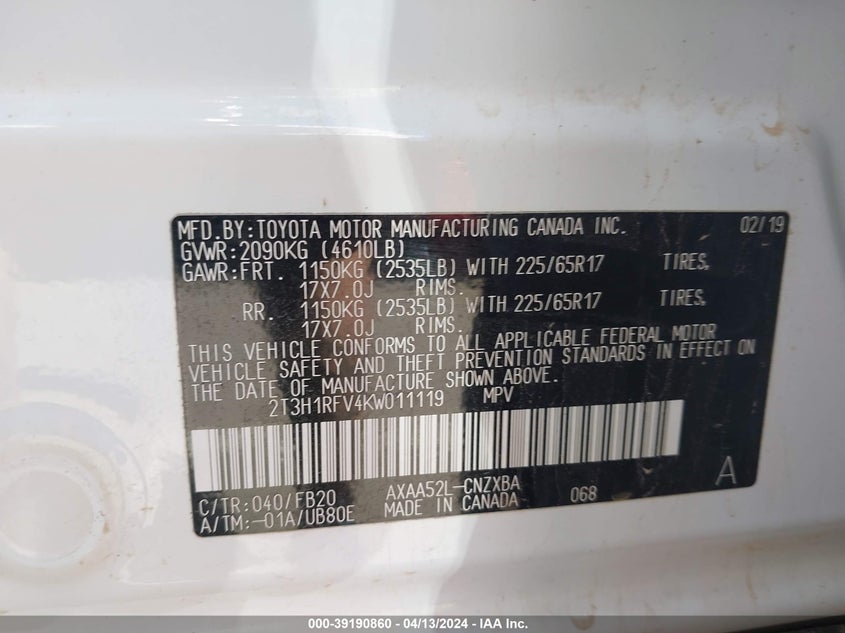 MFD.BY:TOYOTA MOTOR MANUFACTURING CANADA INC. 02/19
GVWR:2090KG (4610LB)
GAWR:FRT. 1150KG (2535LB) WITH 225/65R17 TIRES,
17X7.0J RIMS.
RR. 1150KG (2535LB) WITH 225/65R17 TIRES,
17X7.0J RIMS.
THIS VEHICLE CONFORMS TO ALL APPLICABLE FEDERAL MOTOR
VEHICLE SAFETY AND THEFT PREVENTION STANDARDS IN EFFECT ON
THE DATE OF MANUFACTURE SHOWN ABOVE.
2T3H1RFV4KW011119 MPV
A
C/TR:040/FB20 AXAA52L-CNZXBA 068
A/TM:-01A/UB80E MADE IN CANADA
000-39190860 / 04/13/2024 - IAA Inc.